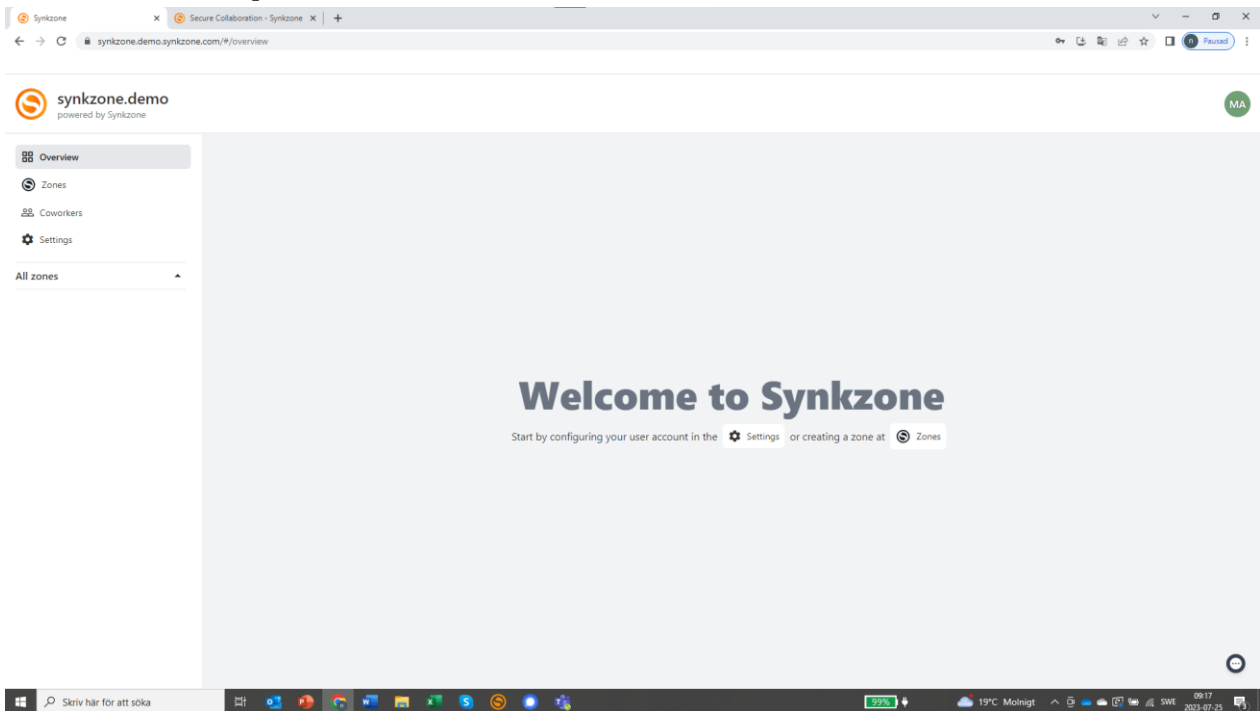 Synkzone
Secure Collaboration - Synkzone
synkzone.demo.synkzone.com/#/overview
n Pausad
synkzone.demo
powered by Synkzone
MA
Overview
Zones
Coworkers
Settings
All zones
Welcome to Synkzone
Start by configuring your user account in the Settings or creating a zone at Zones
Skriv här för att söka
99%
19°C Molnigt
SWE
09:17
2023-07-25